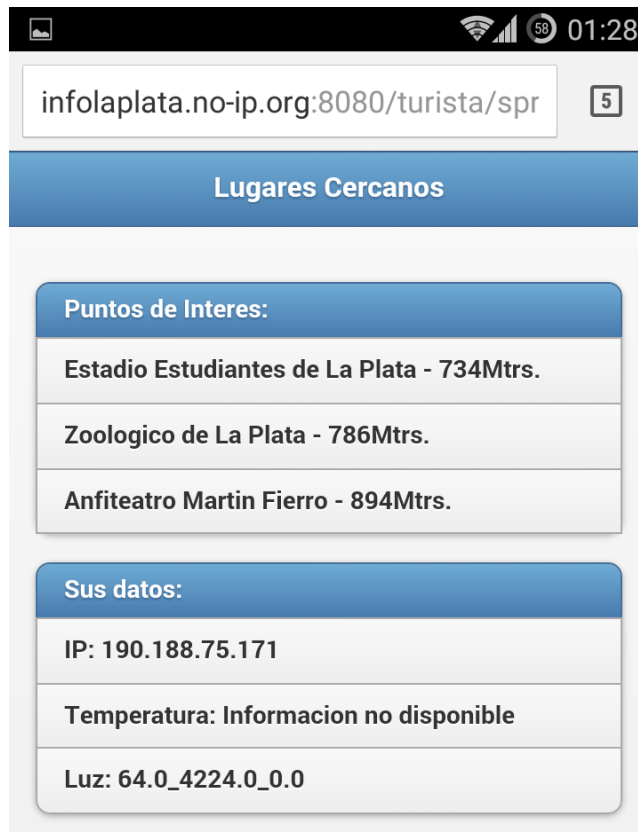 58 01:28
infolaplata.no-ip.org:8080/turista/spr
5
Lugares Cercanos
Puntos de Interes:
Estadio Estudiantes de La Plata - 734Mtrs.
Zoologico de La Plata - 786Mtrs.
Anfiteatro Martin Fierro - 894Mtrs.
Sus datos:
IP: 190.188.75.171
Temperatura: Informacion no disponible
Luz: 64.0_4224.0_0.0